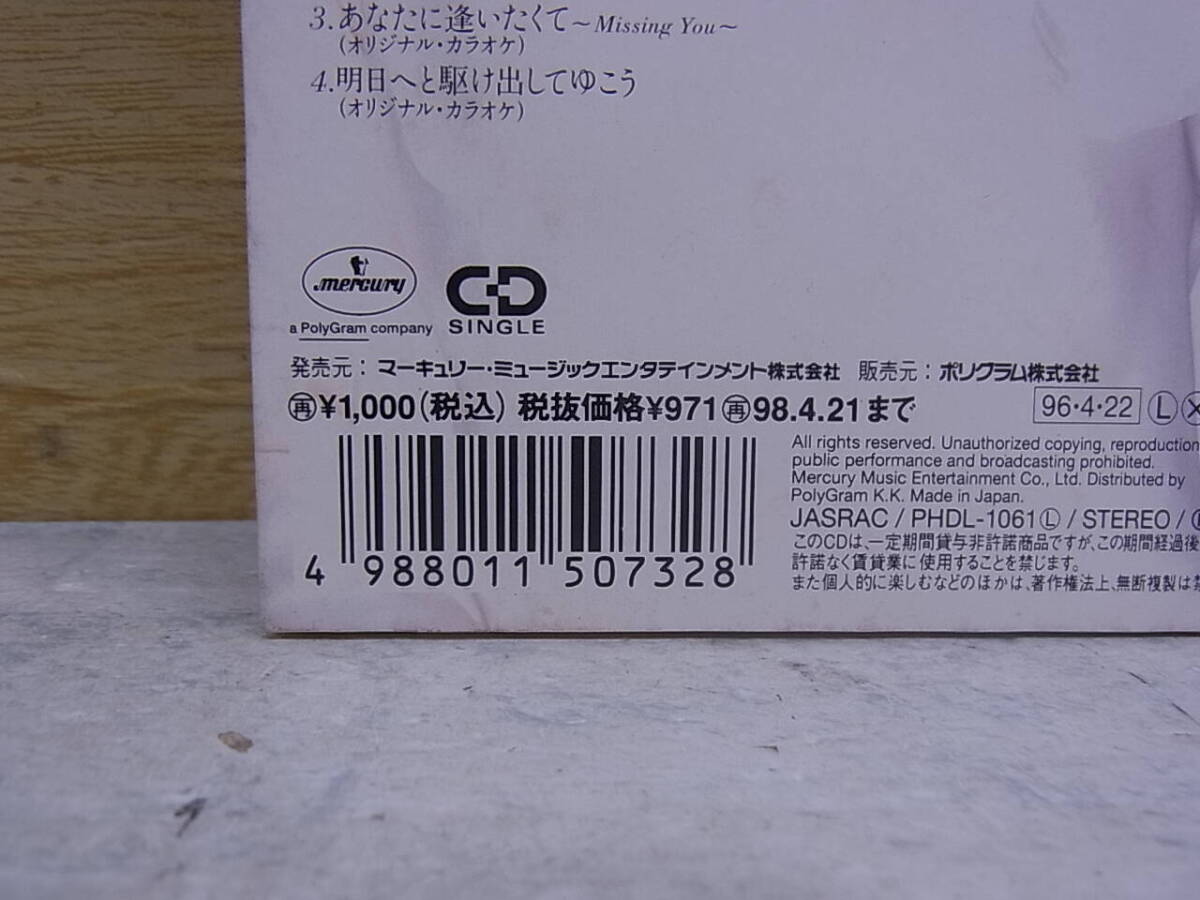 3. あなたに逢いたくて～Missing You～
(オリジナル・カラオケ)
4. 明日へと駆け出してゆこう
(オリジナル・カラオケ)
mercury
a PolyGram company
CD
SINGLE
発売元：マーキュリー・ミュージックエンタテインメント株式会社 販売元：ポリグラム株式会社
㊢¥1,000(税込) 税抜価格¥971 98.4.21まで
96・4・22 Ⓛ
All rights reserved. Unauthorized copying, reproduction
public performance and broadcasting prohibited.
Mercury Music Entertainment Co., Ltd. Distributed by
PolyGram K.K. Made in Japan.
JASRAC / PHDL-1061Ⓛ / STEREO /
このCDは、一定期間貸与非許諾商品ですが、この期間経過後
許諾なく賃貸業に使用することを禁じます。
また個人的に楽しむなどのほかは、著作権法上、無断複製は禁
4 988011 507328